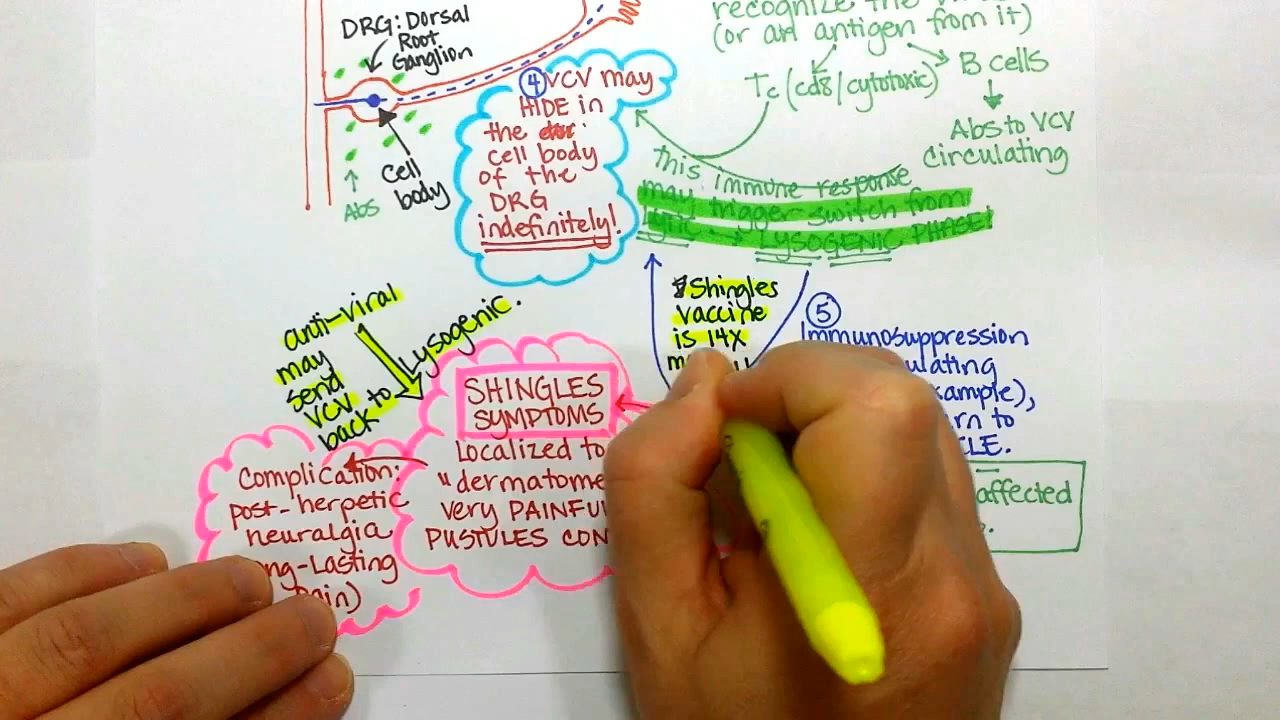 DRG: Dorsal
Root
Ganglion
Cell
body
Abs
4 VCV may
HIDE in
the
cell body
of the
DRG
indefinitely!
recognize the
(or an antigen from it)
Tc (cd8/cytotoxic)
B cells
Abs to VCV
circulating
this immune response
may trigger switch from
lytic → LYSOGENIC PHASE!
anti-viral
may
send
VCV
back to Lysogenic.
Shingles
vaccine
is 14x
5
Immunosuppression
SHINGLES
SYMPTOMS
Localized to
"dermatome
very PAINFUL
PUSTULES
Complication:
post-herpetic
neuralgia
affected